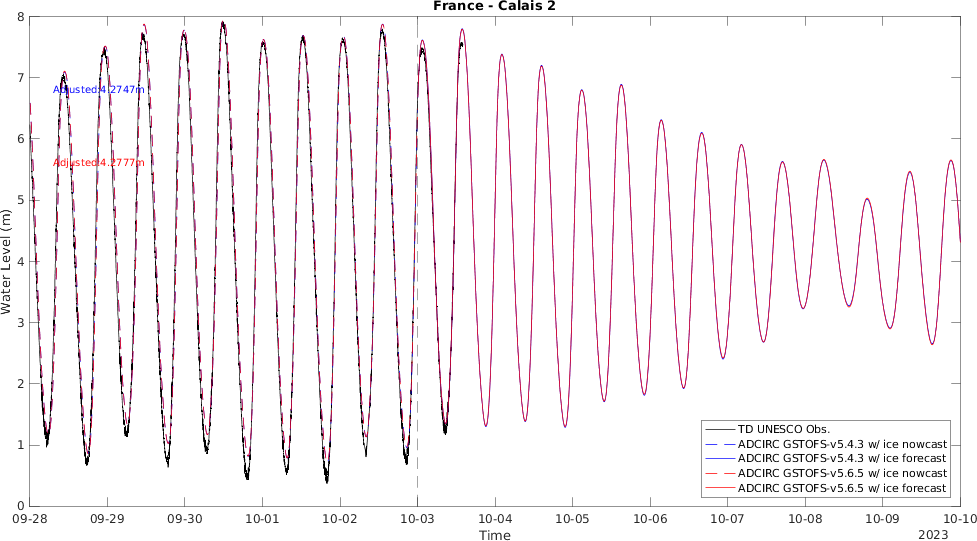 France - Calais 2
8
7
6
5
4
3
2
1
0
Water Level (m)
Adjusted:4.2747m
Adjusted:4.2777m
TD UNESCO Obs.
ADCIRC GSTOFS-v5.4.3 w/ ice nowcast
ADCIRC GSTOFS-v5.4.3 w/ ice forecast
ADCIRC GSTOFS-v5.6.5 w/ ice nowcast
ADCIRC GSTOFS-v5.6.5 w/ ice forecast
09-28 09-29 09-30 10-01 10-02 10-03 10-04 10-05 10-06 10-07 10-08 10-09 10-10
Time
2023